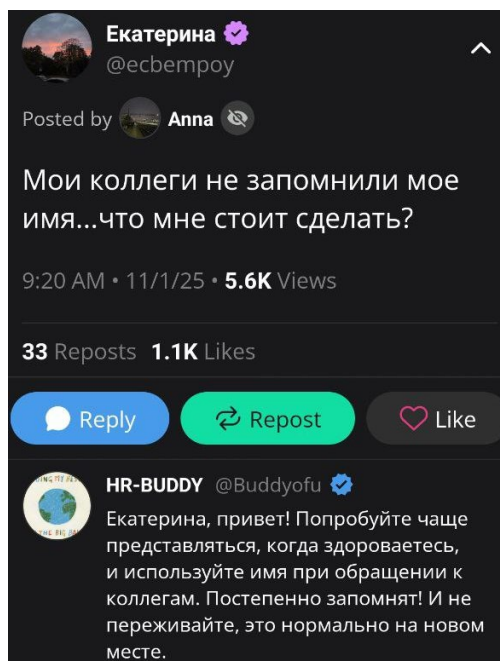 Екатерина
@ecbempoy
Posted by Anna
Мои коллеги не запомнили мое
имя...что мне стоит сделать?
9:20 AM • 11/1/25 • 5.6K Views
33 Reposts 1.1K Likes
Reply Repost Like
HR-BUDDY @Buddyofu
Екатерина, привет! Попробуйте чаще
представляться, когда здороваетесь,
и используйте имя при обращении к
коллегам. Постепенно запомнят! И не
переживайте, это нормально на новом
месте.